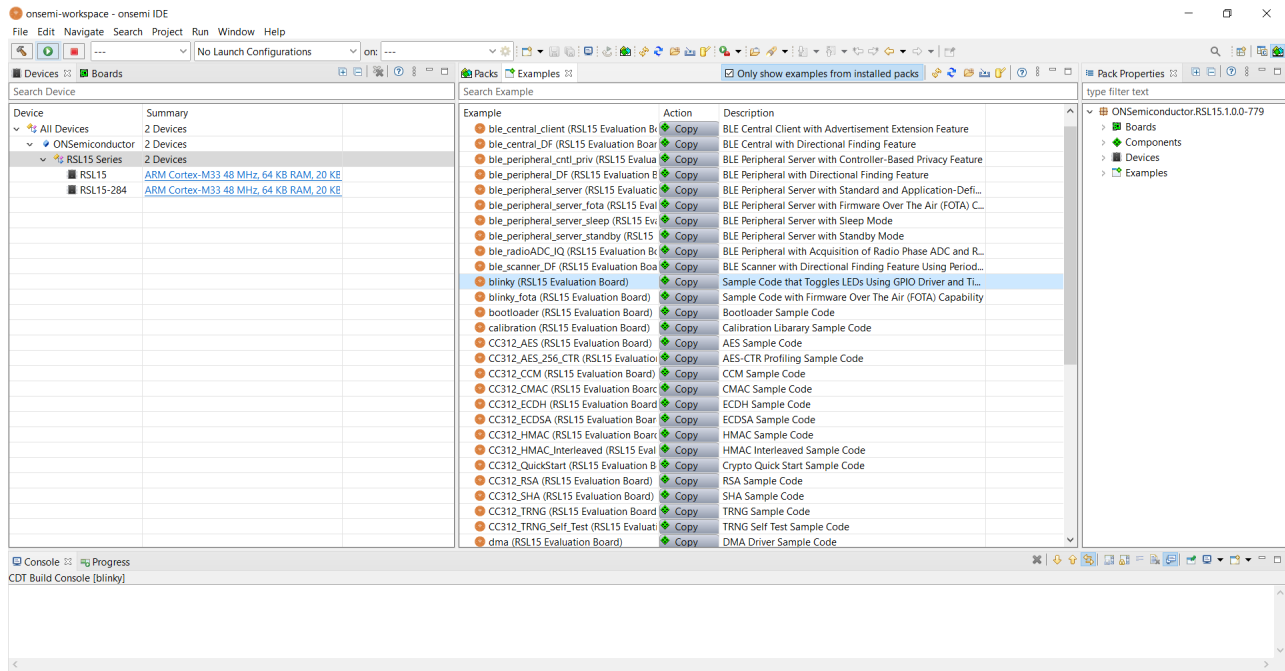 onsemi-workspace - onsemi IDE
File Edit Navigate Search Project Run Window Help
--- No Launch Configurations on: ---
Devices Boards
Search Device
Device Summary
All Devices 2 Devices
ONSemiconductor 2 Devices
RSL15 Series 2 Devices
RSL15 ARM Cortex-M33 48 MHz, 64 KB RAM, 20 KB
RSL15-284 ARM Cortex-M33 48 MHz, 64 KB RAM, 20 KB
Packs Examples Only show examples from installed packs
Search Example
Example Action Description
ble_central_client (RSL15 Evaluation Bo Copy BLE Central Client with Advertisement Extension Feature
ble_central_DF (RSL15 Evaluation Boar Copy BLE Central with Directional Finding Feature
ble_peripheral_cntl_priv (RSL15 Evalua Copy BLE Peripheral Server with Controller-Based Privacy Feature
ble_peripheral_DF (RSL15 Evaluation B Copy BLE Peripheral with Directional Finding Feature
ble_peripheral_server (RSL15 Evaluatic Copy BLE Peripheral Server with Standard and Application-Defi...
ble_peripheral_server_fota (RSL15 Eval Copy BLE Peripheral Server with Firmware Over The Air (FOTA) C...
ble_peripheral_server_sleep (RSL15 Eva Copy BLE Peripheral Server with Sleep Mode
ble_peripheral_server_standby (RSL15 Copy BLE Peripheral Server with Standby Mode
ble_radioADC_IQ (RSL15 Evaluation Bo Copy BLE Peripheral with Acquisition of Radio Phase ADC and R...
ble_scanner_DF (RSL15 Evaluation Boa Copy BLE Scanner with Directional Finding Feature Using Period...
blinky (RSL15 Evaluation Board) Copy Sample Code that Toggles LEDs Using GPIO Driver and Ti...
blinky_fota (RSL15 Evaluation Board) Copy Sample Code with Firmware Over The Air (FOTA) Capability
bootloader (RSL15 Evaluation Board) Copy Bootloader Sample Code
calibration (RSL15 Evaluation Board) Copy Calibration Libarary Sample Code
CC312_AES (RSL15 Evaluation Board) Copy AES Sample Code
CC312_AES_256_CTR (RSL15 Evaluation Copy AES-CTR Profiling Sample Code
CC312_CCM (RSL15 Evaluation Board) Copy CCM Sample Code
CC312_CMAC (RSL15 Evaluation Board Copy CMAC Sample Code
CC312_ECDH (RSL15 Evaluation Board Copy ECDH Sample Code
CC312_ECDSA (RSL15 Evaluation Boar Copy ECDSA Sample Code
CC312_HMAC (RSL15 Evaluation Board Copy HMAC Sample Code
CC312_HMAC_Interleaved (RSL15 Eval Copy HMAC Interleaved Sample Code
CC312_QuickStart (RSL15 Evaluation B Copy Crypto Quick Start Sample Code
CC312_RSA (RSL15 Evaluation Board) Copy RSA Sample Code
CC312_SHA (RSL15 Evaluation Board) Copy SHA Sample Code
CC312_TRNG (RSL15 Evaluation Board Copy TRNG Sample Code
CC312_TRNG_Self_Test (RSL15 Evaluati Copy TRNG Self Test Sample Code
dma (RSL15 Evaluation Board) Copy DMA Driver Sample Code
Pack Properties
type filter text
ONSemiconductor.RSL15.1.0.0-779
Boards
Components
Devices
Examples
Console Progress
CDT Build Console [blinky]